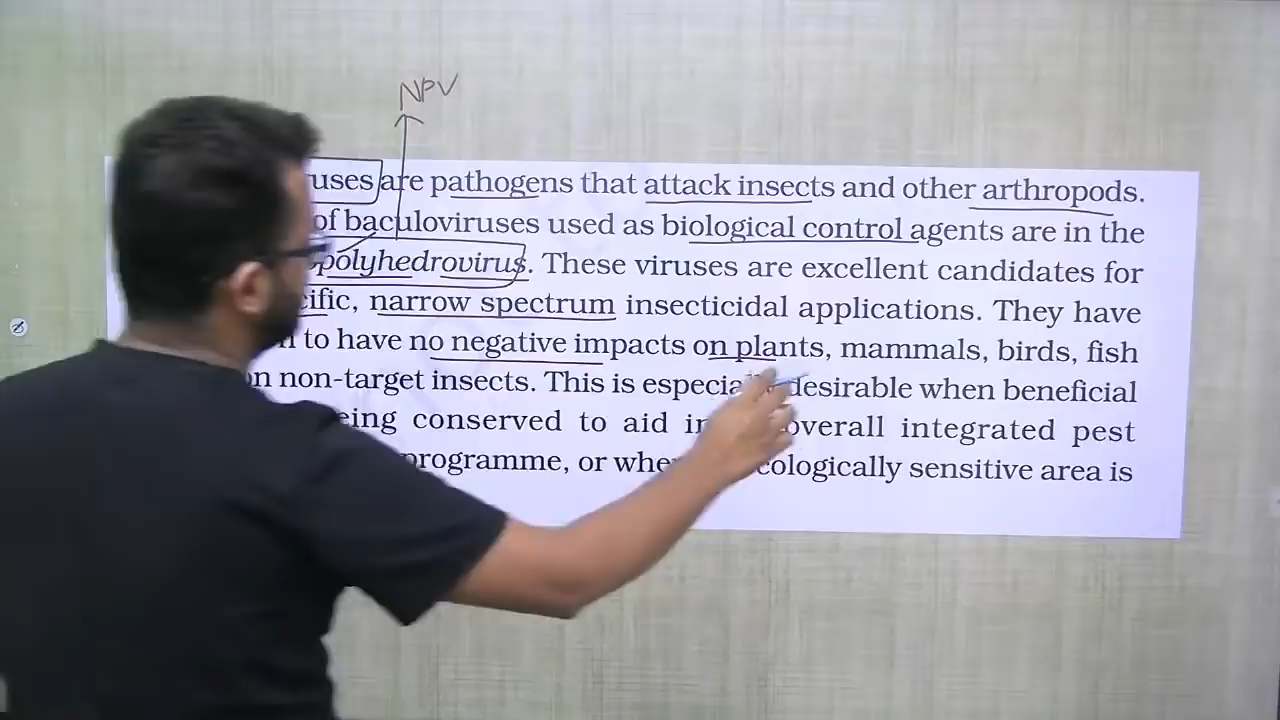 NPV
uses are pathogens that attack insects and other arthropods.
of baculoviruses used as biological control agents are in the
polyhedrovirus. These viruses are excellent candidates for
cific, narrow spectrum insecticidal applications. They have
n to have no negative impacts on plants, mammals, birds, fish
on non-target insects. This is especially desirable when beneficial
eing conserved to aid in overall integrated pest
programme, or when ecologically sensitive area is